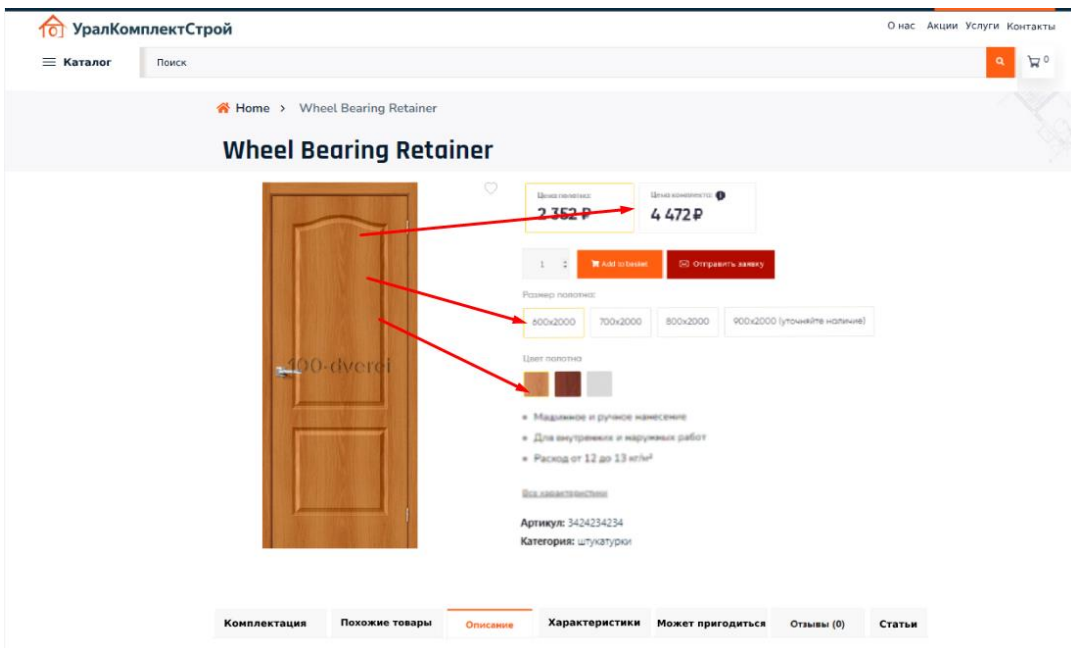 УралКомплектСтрой
О нас Акции Услуги Контакты
Каталог
Поиск
0
Home > Wheel Bearing Retainer
Wheel Bearing Retainer
Цена полотна:
2 352 ₽
Цена комплекта:
4 472 ₽
1
Add to basket
Отправить заявку
Размер полотна:
600x2000
700x2000
800x2000
900x2000 (уточняйте наличие)
Цвет полотна
100-dverei
Машинное и ручное нанесение
Для внутренних и наружных работ
Расход от 12 до 13 кг/м²
Все характеристики
Артикул: 3424234234
Категория: штукатурки
Комплектация
Похожие товары
Описание
Характеристики
Может пригодиться
Отзывы (0)
Статьи